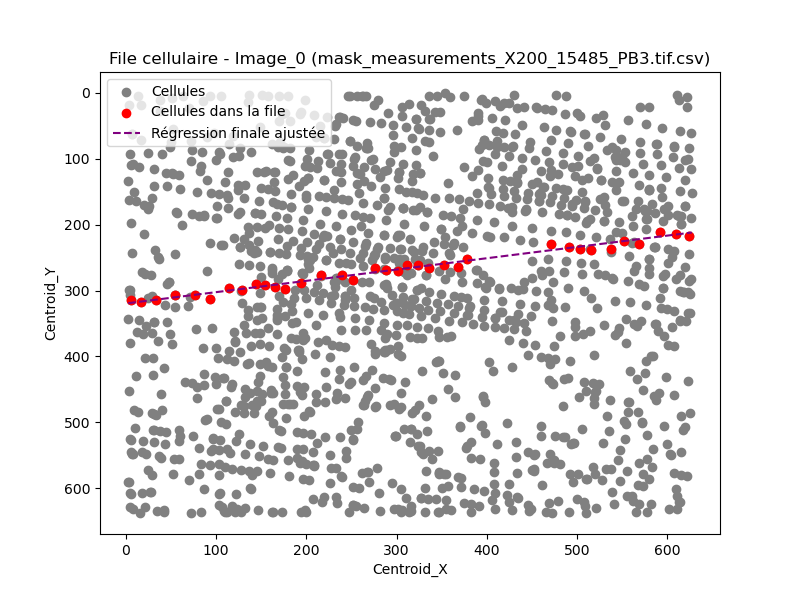 File cellulaire - Image_0 (mask_measurements_X200_15485_PB3.tif.csv)
Cellules
Cellules dans la file
Régression finale ajustée
0
100
200
300
400
500
600
Centroid_Y
0 100 200 300 400 500 600
Centroid_X